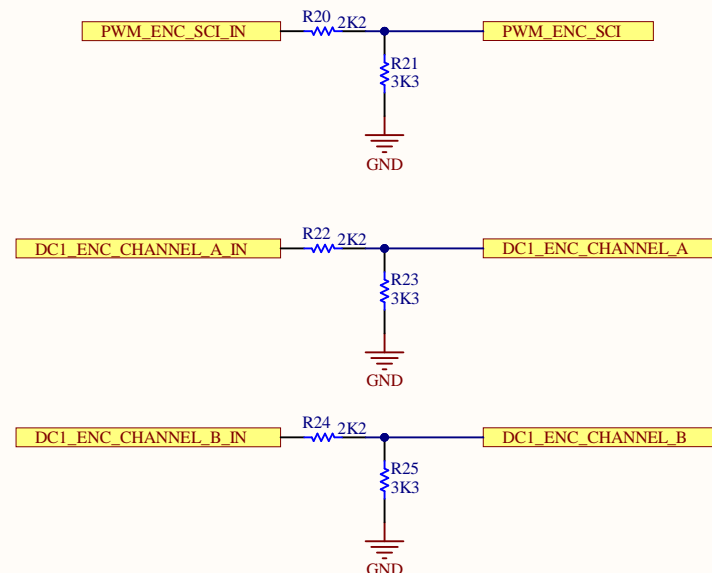 PWM_ENC_SCI_IN
R20
2K2
PWM_ENC_SCI
R21
3K3
GND
DC1_ENC_CHANNEL_A_IN
R22
2K2
DC1_ENC_CHANNEL_A
R23
3K3
GND
DC1_ENC_CHANNEL_B_IN
R24
2K2
DC1_ENC_CHANNEL_B
R25
3K3
GND